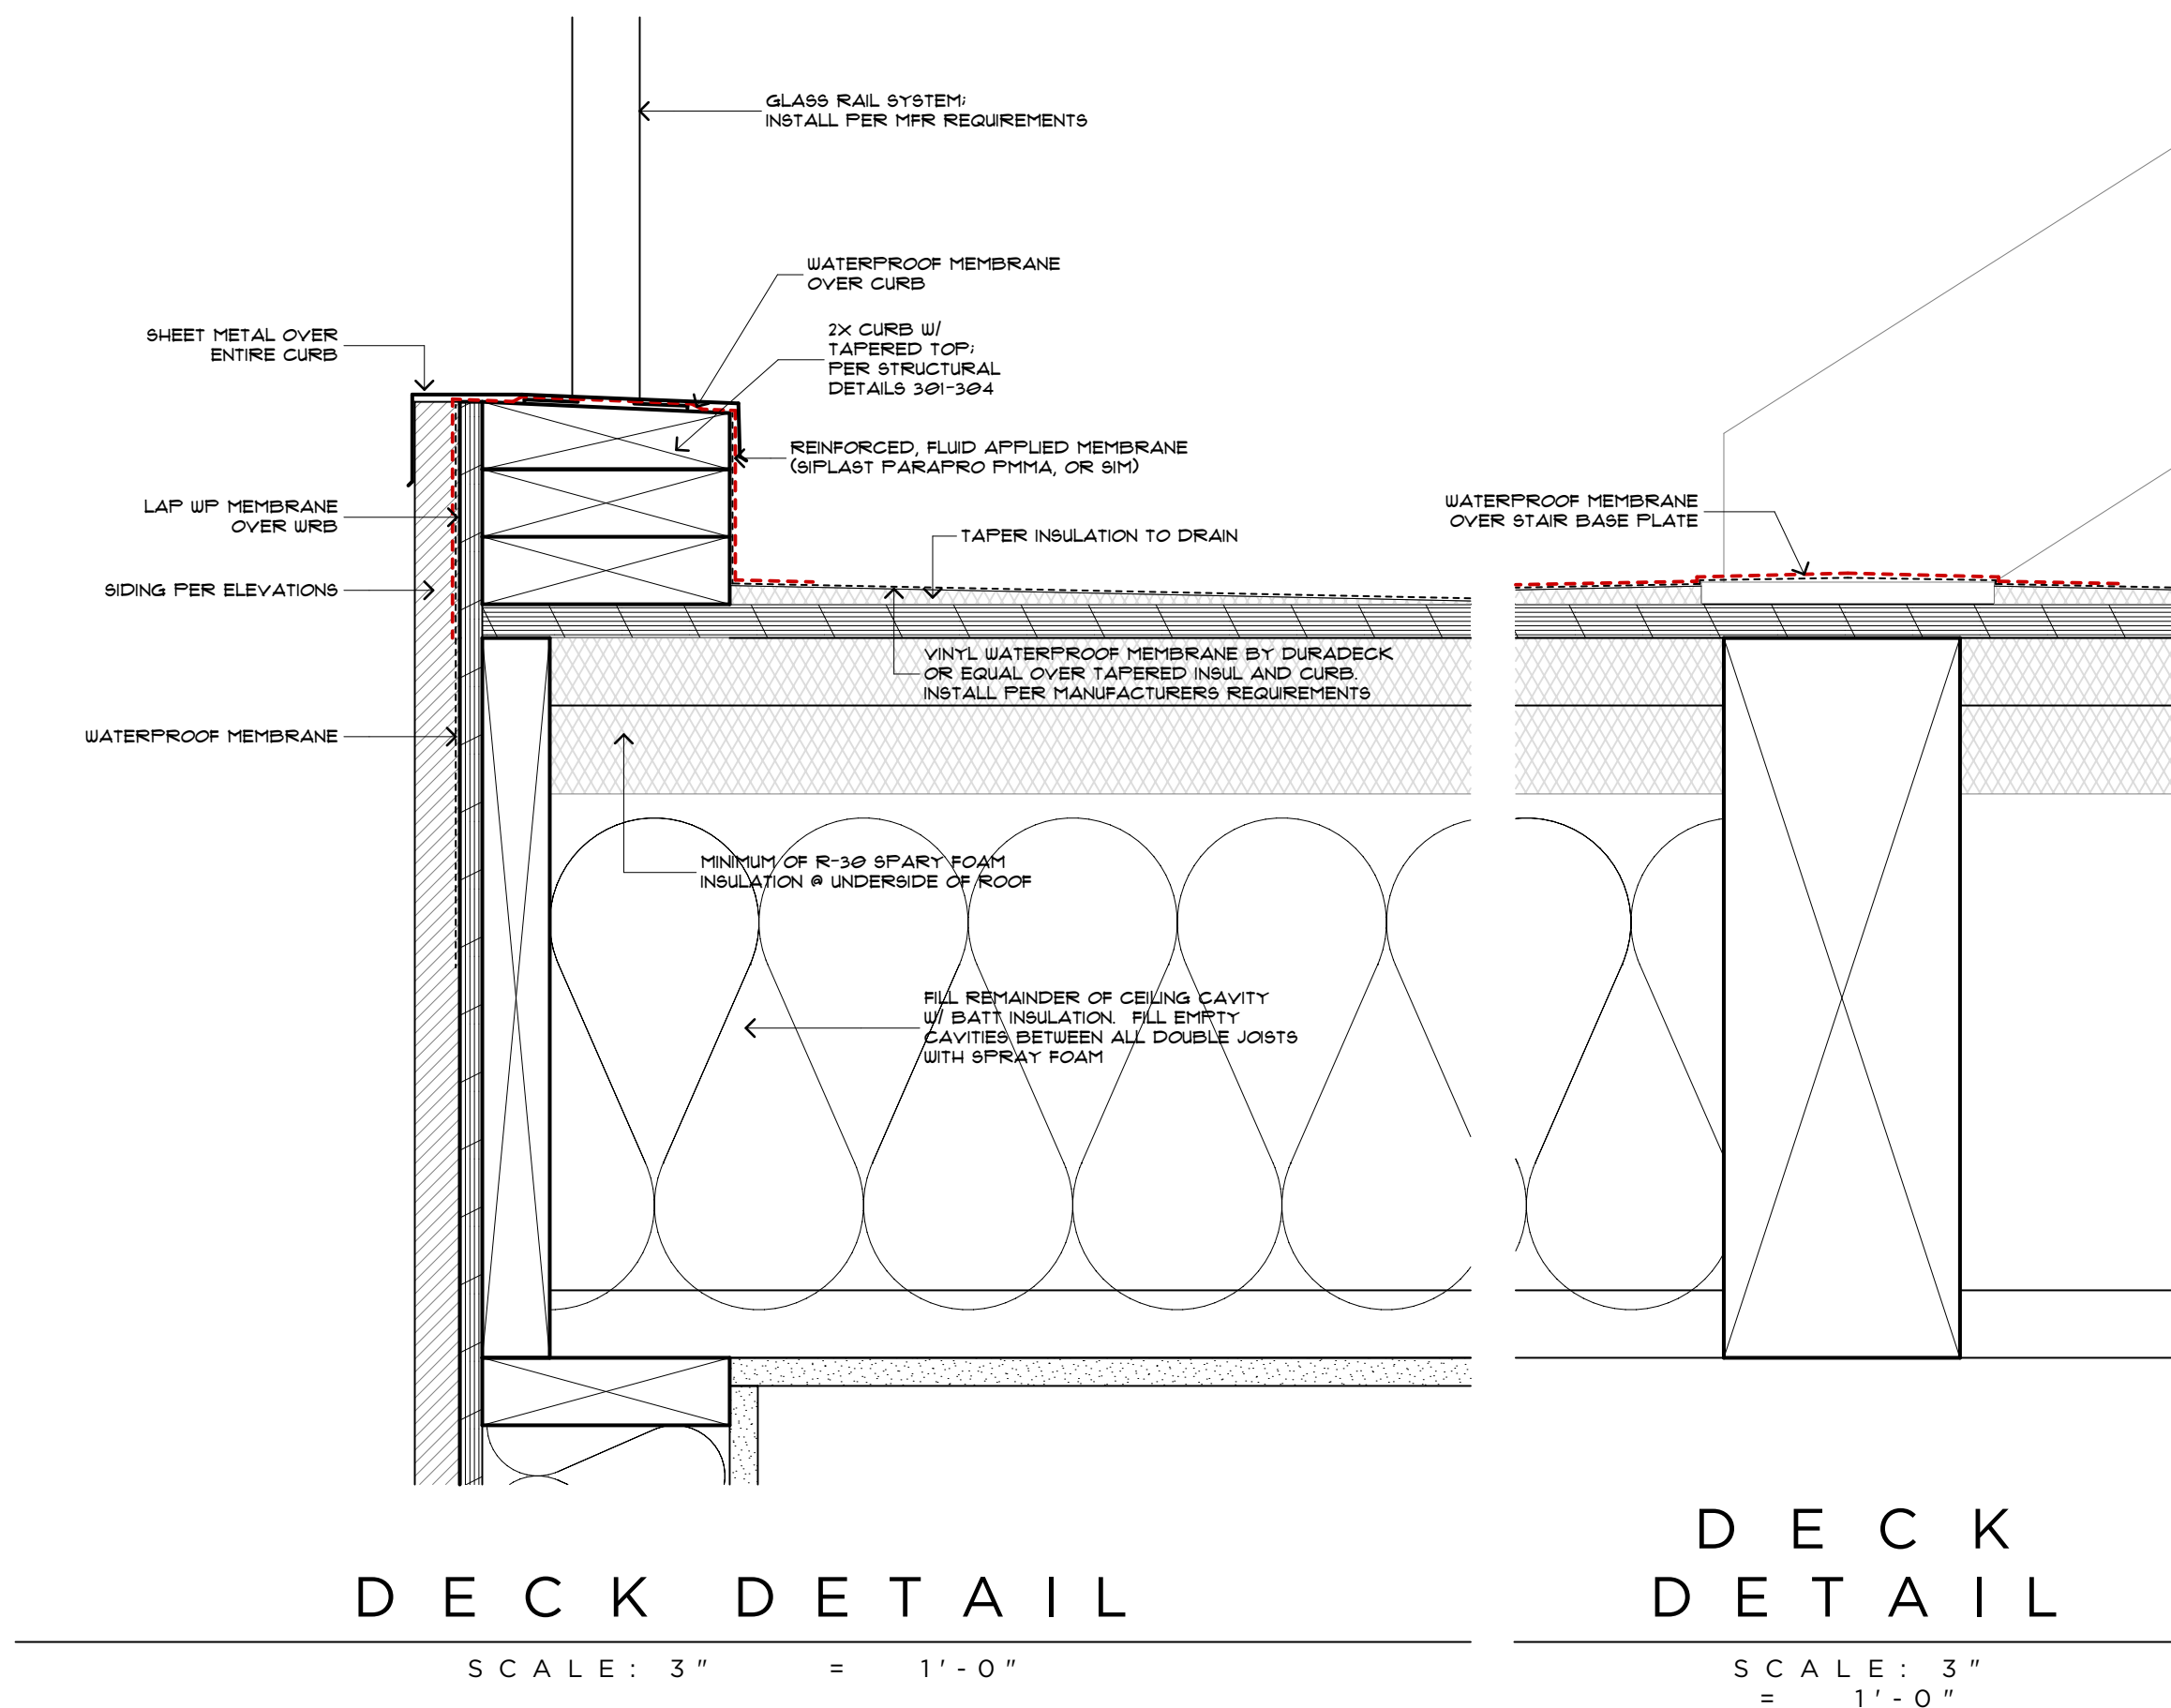 GLASS RAIL SYSTEM;
INSTALL PER MFR REQUIREMENTS
WATERPROOF MEMBRANE
OVER CURB
2X CURB W/
TAPERED TOP;
PER STRUCTURAL
DETAILS 301-304
SHEET METAL OVER
ENTIRE CURB
REINFORCED, FLUID APPLIED MEMBRANE
(SIPLAST PARAPRO PMMA, OR SIM)
LAP WP MEMBRANE
OVER WRB
TAPER INSULATION TO DRAIN
SIDING PER ELEVATIONS
VINYL WATERPROOF MEMBRANE BY DURADECK
OR EQUAL OVER TAPERED INSUL AND CURB.
INSTALL PER MANUFACTURERS REQUIREMENTS
WATERPROOF MEMBRANE
MINIMUM OF R-30 SPARY FOAM
INSULATION @ UNDERSIDE OF ROOF
FILL REMAINDER OF CEILING CAVITY
W/ BATT INSULATION. FILL EMPTY
CAVITIES BETWEEN ALL DOUBLE JOISTS
WITH SPRAY FOAM
DECK DETAIL
SCALE: 3" = 1'-0"
WATERPROOF MEMBRANE
OVER STAIR BASE PLATE
DECK
DETAIL
SCALE: 3"
= 1'-0"